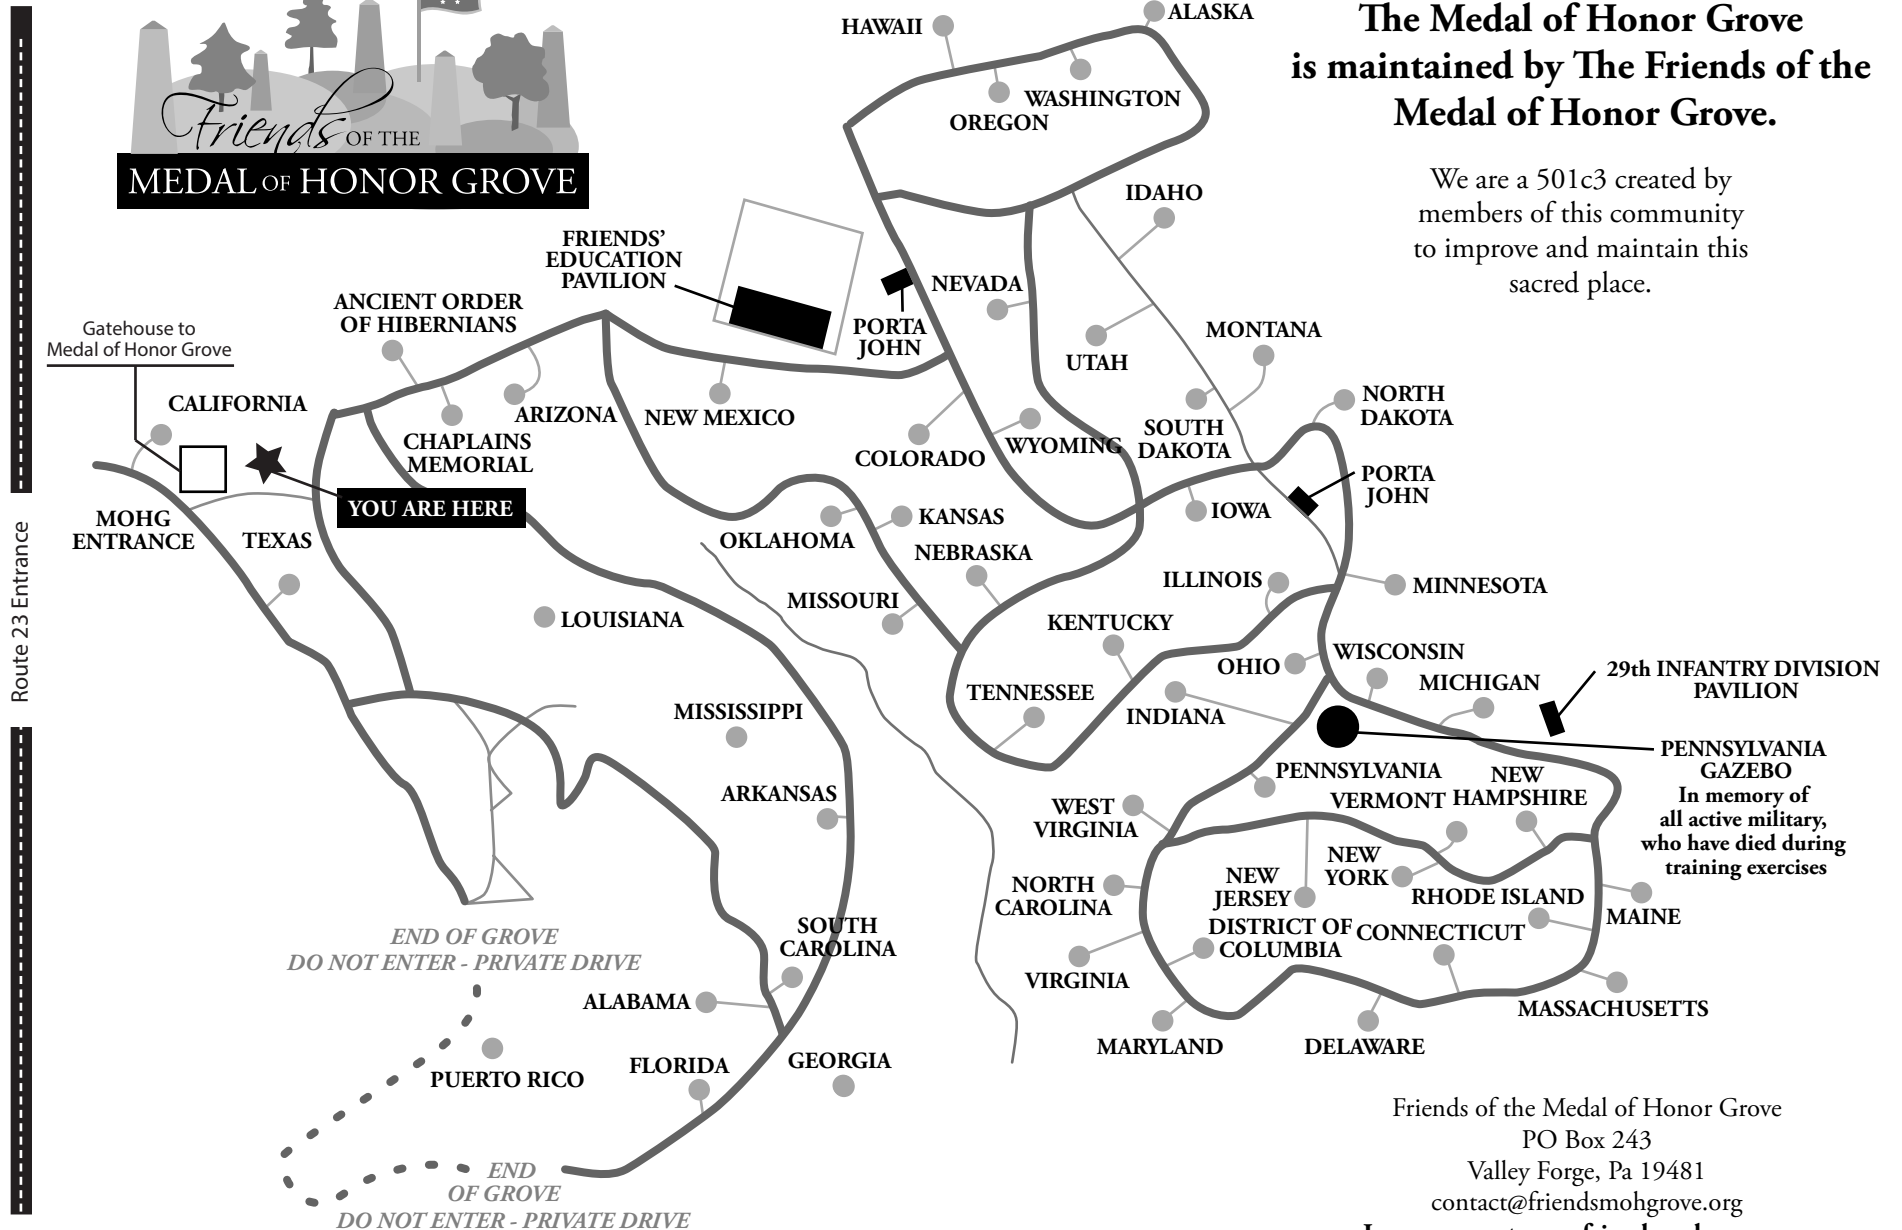 Friends OF THE
MEDAL OF HONOR GROVE
The Medal of Honor Grove
is maintained by The Friends of the
Medal of Honor Grove.
We are a 501c3 created by
members of this community
to improve and maintain this
sacred place.
HAWAII
ALASKA
WASHINGTON
OREGON
IDAHO
FRIENDS’
EDUCATION
PAVILION
NEVADA
PORTA
JOHN
UTAH
MONTANA
ANCIENT ORDER
OF HIBERNIANS
Gatehouse to
Medal of Honor Grove
CALIFORNIA
ARIZONA
NEW MEXICO
CHAPLAINS
MEMORIAL
COLORADO
WYOMING
SOUTH
DAKOTA
NORTH
DAKOTA
PORTA
JOHN
YOU ARE HERE
MOHG
ENTRANCE
TEXAS
Route 23 Entrance
OKLAHOMA
KANSAS
NEBRASKA
IOWA
MISSOURI
ILLINOIS
MINNESOTA
LOUISIANA
KENTUCKY
OHIO
WISCONSIN
MICHIGAN
29th INFANTRY DIVISION
PAVILION
TENNESSEE
INDIANA
MISSISSIPPI
PENNSYLVANIA
GAZEBO
In memory of
all active military,
who have died during
training exercises
PENNSYLVANIA
ARKANSAS
WEST
VIRGINIA
VERMONT
NEW
HAMPSHIRE
NEW
YORK
NEW
JERSEY
NORTH
CAROLINA
RHODE ISLAND
MAINE
DISTRICT OF
COLUMBIA
CONNECTICUT
SOUTH
CAROLINA
END OF GROVE
DO NOT ENTER - PRIVATE DRIVE
VIRGINIA
ALABAMA
MASSACHUSETTS
MARYLAND
DELAWARE
PUERTO RICO
FLORIDA
GEORGIA
END
OF GROVE
DO NOT ENTER - PRIVATE DRIVE
Friends of the Medal of Honor Grove
PO Box 243
Valley Forge, Pa 19481
contact@friendsmohgrove.org